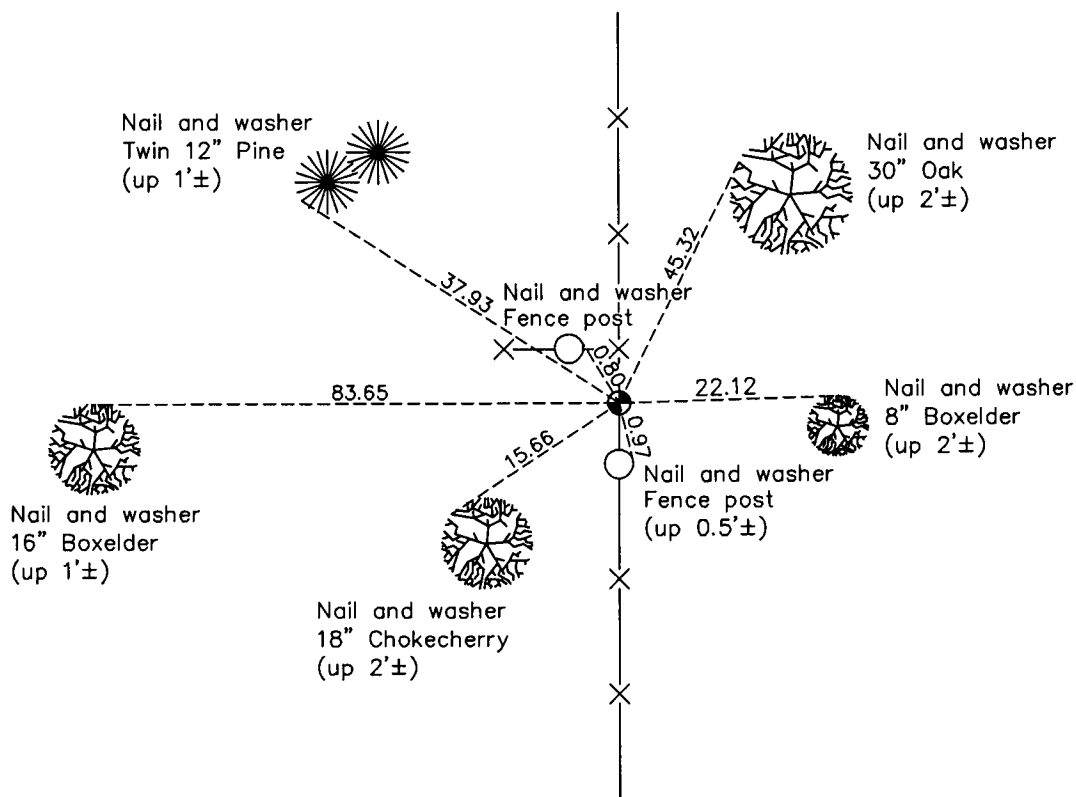 Nail and washer
Twin 12” Pine
(up 1’±)
Nail and washer
30” Oak
(up 2’±)
45.32
37.93
Nail and washer
Fence post
0.80
83.65
22.12
Nail and washer
8” Boxelder
(up 2’±)
0.97
15.66
Nail and washer
Fence post
(up 0.5’±)
Nail and washer
16” Boxelder
(up 1’±)
Nail and washer
18” Chokecherry
(up 2’±)